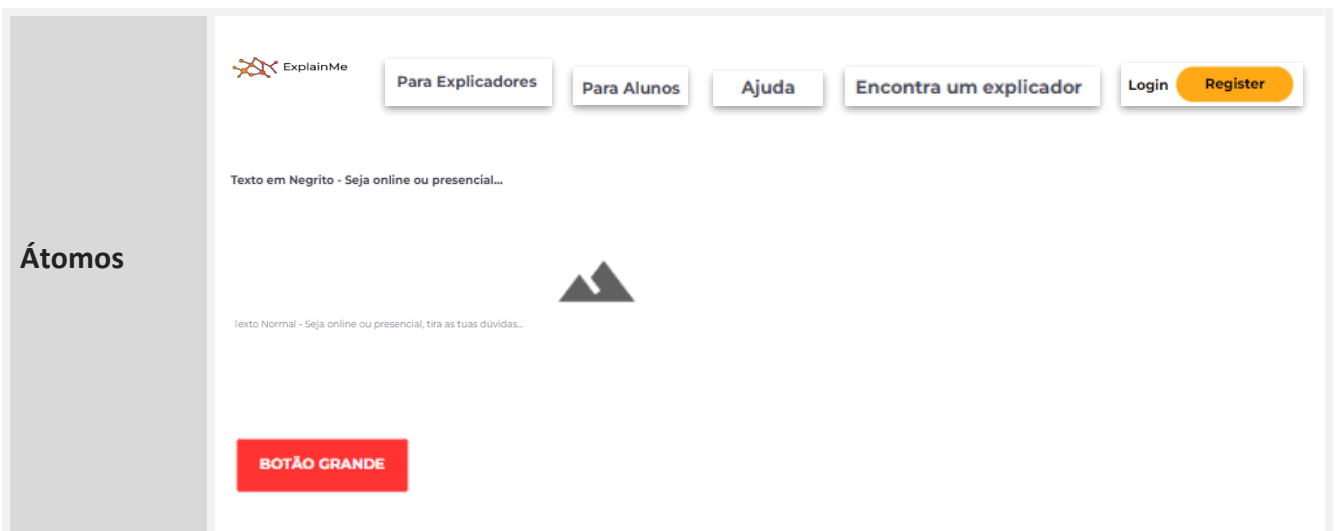 ExplainMe
Para Explicadores
Para Alunos
Ajuda
Encontra um explicador
Login
Register
Texto em Negrito - Seja online ou presencial...
Átomos
Texto Normal - Seja online ou presencial, tira as tuas dúvidas...
BOTÃO GRANDE